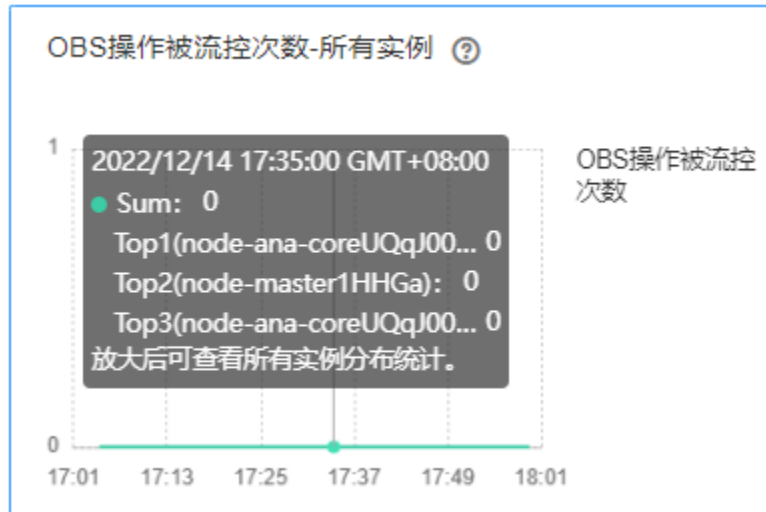 OBS操作被流控次数-所有实例 ?
1
2022/12/14 17:35:00 GMT+08:00
Sum： 0
Top1(node-ana-coreUQqJ00... 0
Top2(node-master1HHGa)： 0
Top3(node-ana-coreUQqJ00... 0
放大后可查看所有实例分布统计。
OBS操作被流控
次数
0
17:01 17:13 17:25 17:37 17:49 18:01